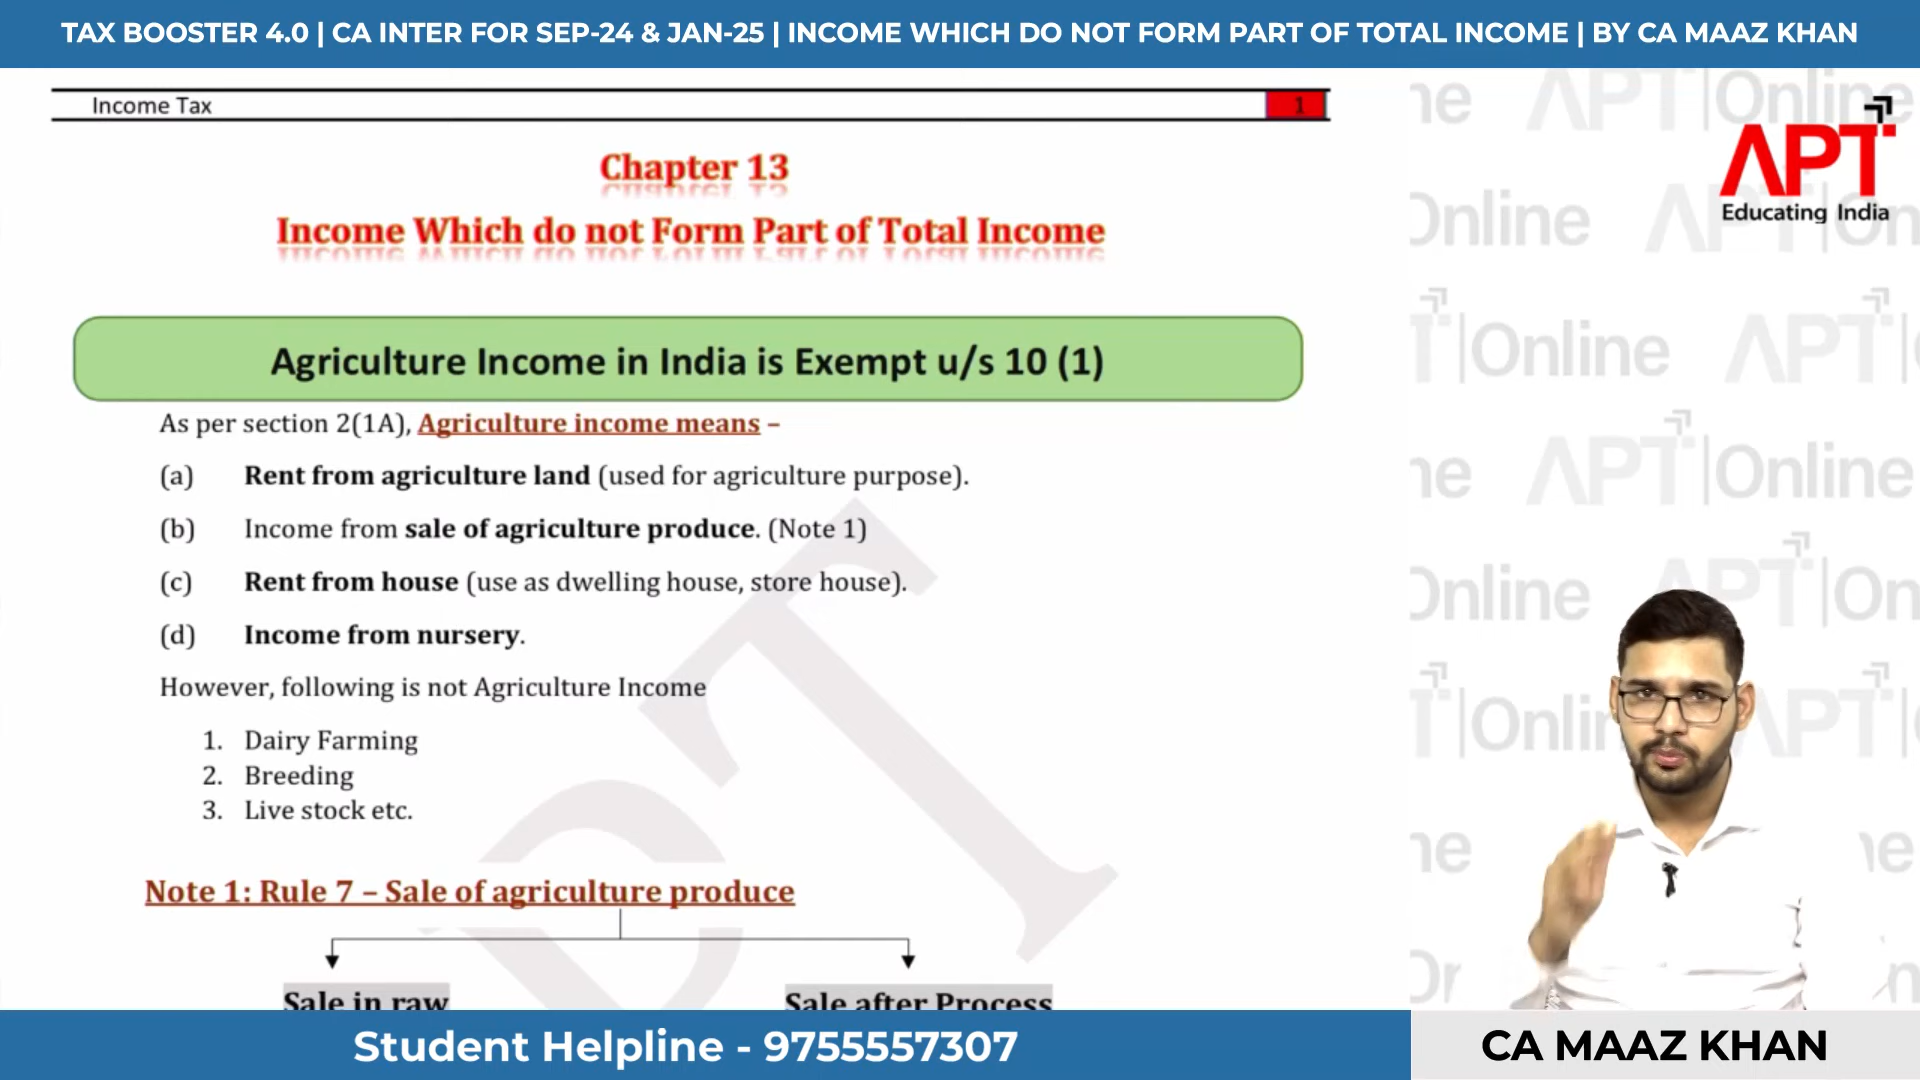 TAX BOOSTER 4.0 | CA INTER FOR SEP-24 & JAN-25 | INCOME WHICH DO NOT FORM PART OF TOTAL INCOME | BY CA MAAZ KHAN
Income Tax 1
Chapter 13
Income Which do not Form Part of Total Income
Agriculture Income in India is Exempt u/s 10 (1)
As per section 2(1A), Agriculture income means –
(a) Rent from agriculture land (used for agriculture purpose).
(b) Income from sale of agriculture produce. (Note 1)
(c) Rent from house (use as dwelling house, store house).
(d) Income from nursery.
However, following is not Agriculture Income
1. Dairy Farming
2. Breeding
3. Live stock etc.
Note 1: Rule 7 – Sale of agriculture produce
Sale in raw Sale after Process
APT
Educating India
Student Helpline - 9755557307
CA MAAZ KHAN